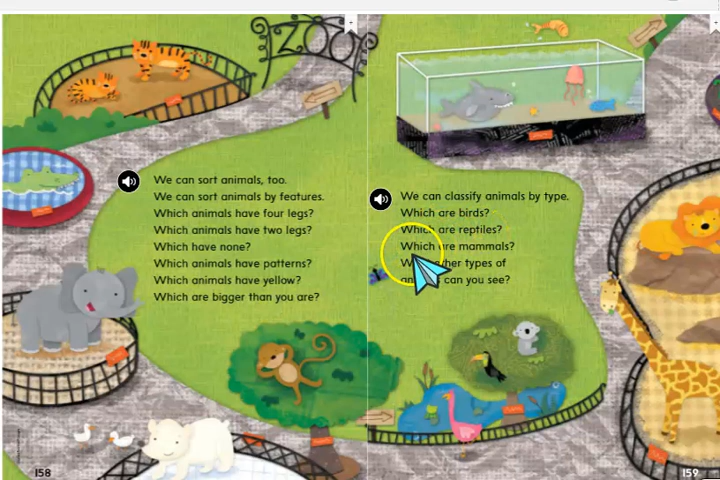 ZOO
We can sort animals, too.
We can sort animals by features.
Which animals have four legs?
Which animals have two legs?
Which have none?
Which animals have patterns?
Which animals have yellow?
Which are bigger than you are?
We can classify animals by type.
Which are birds?
Which are reptiles?
Which are mammals?
of
can you see?
158
159